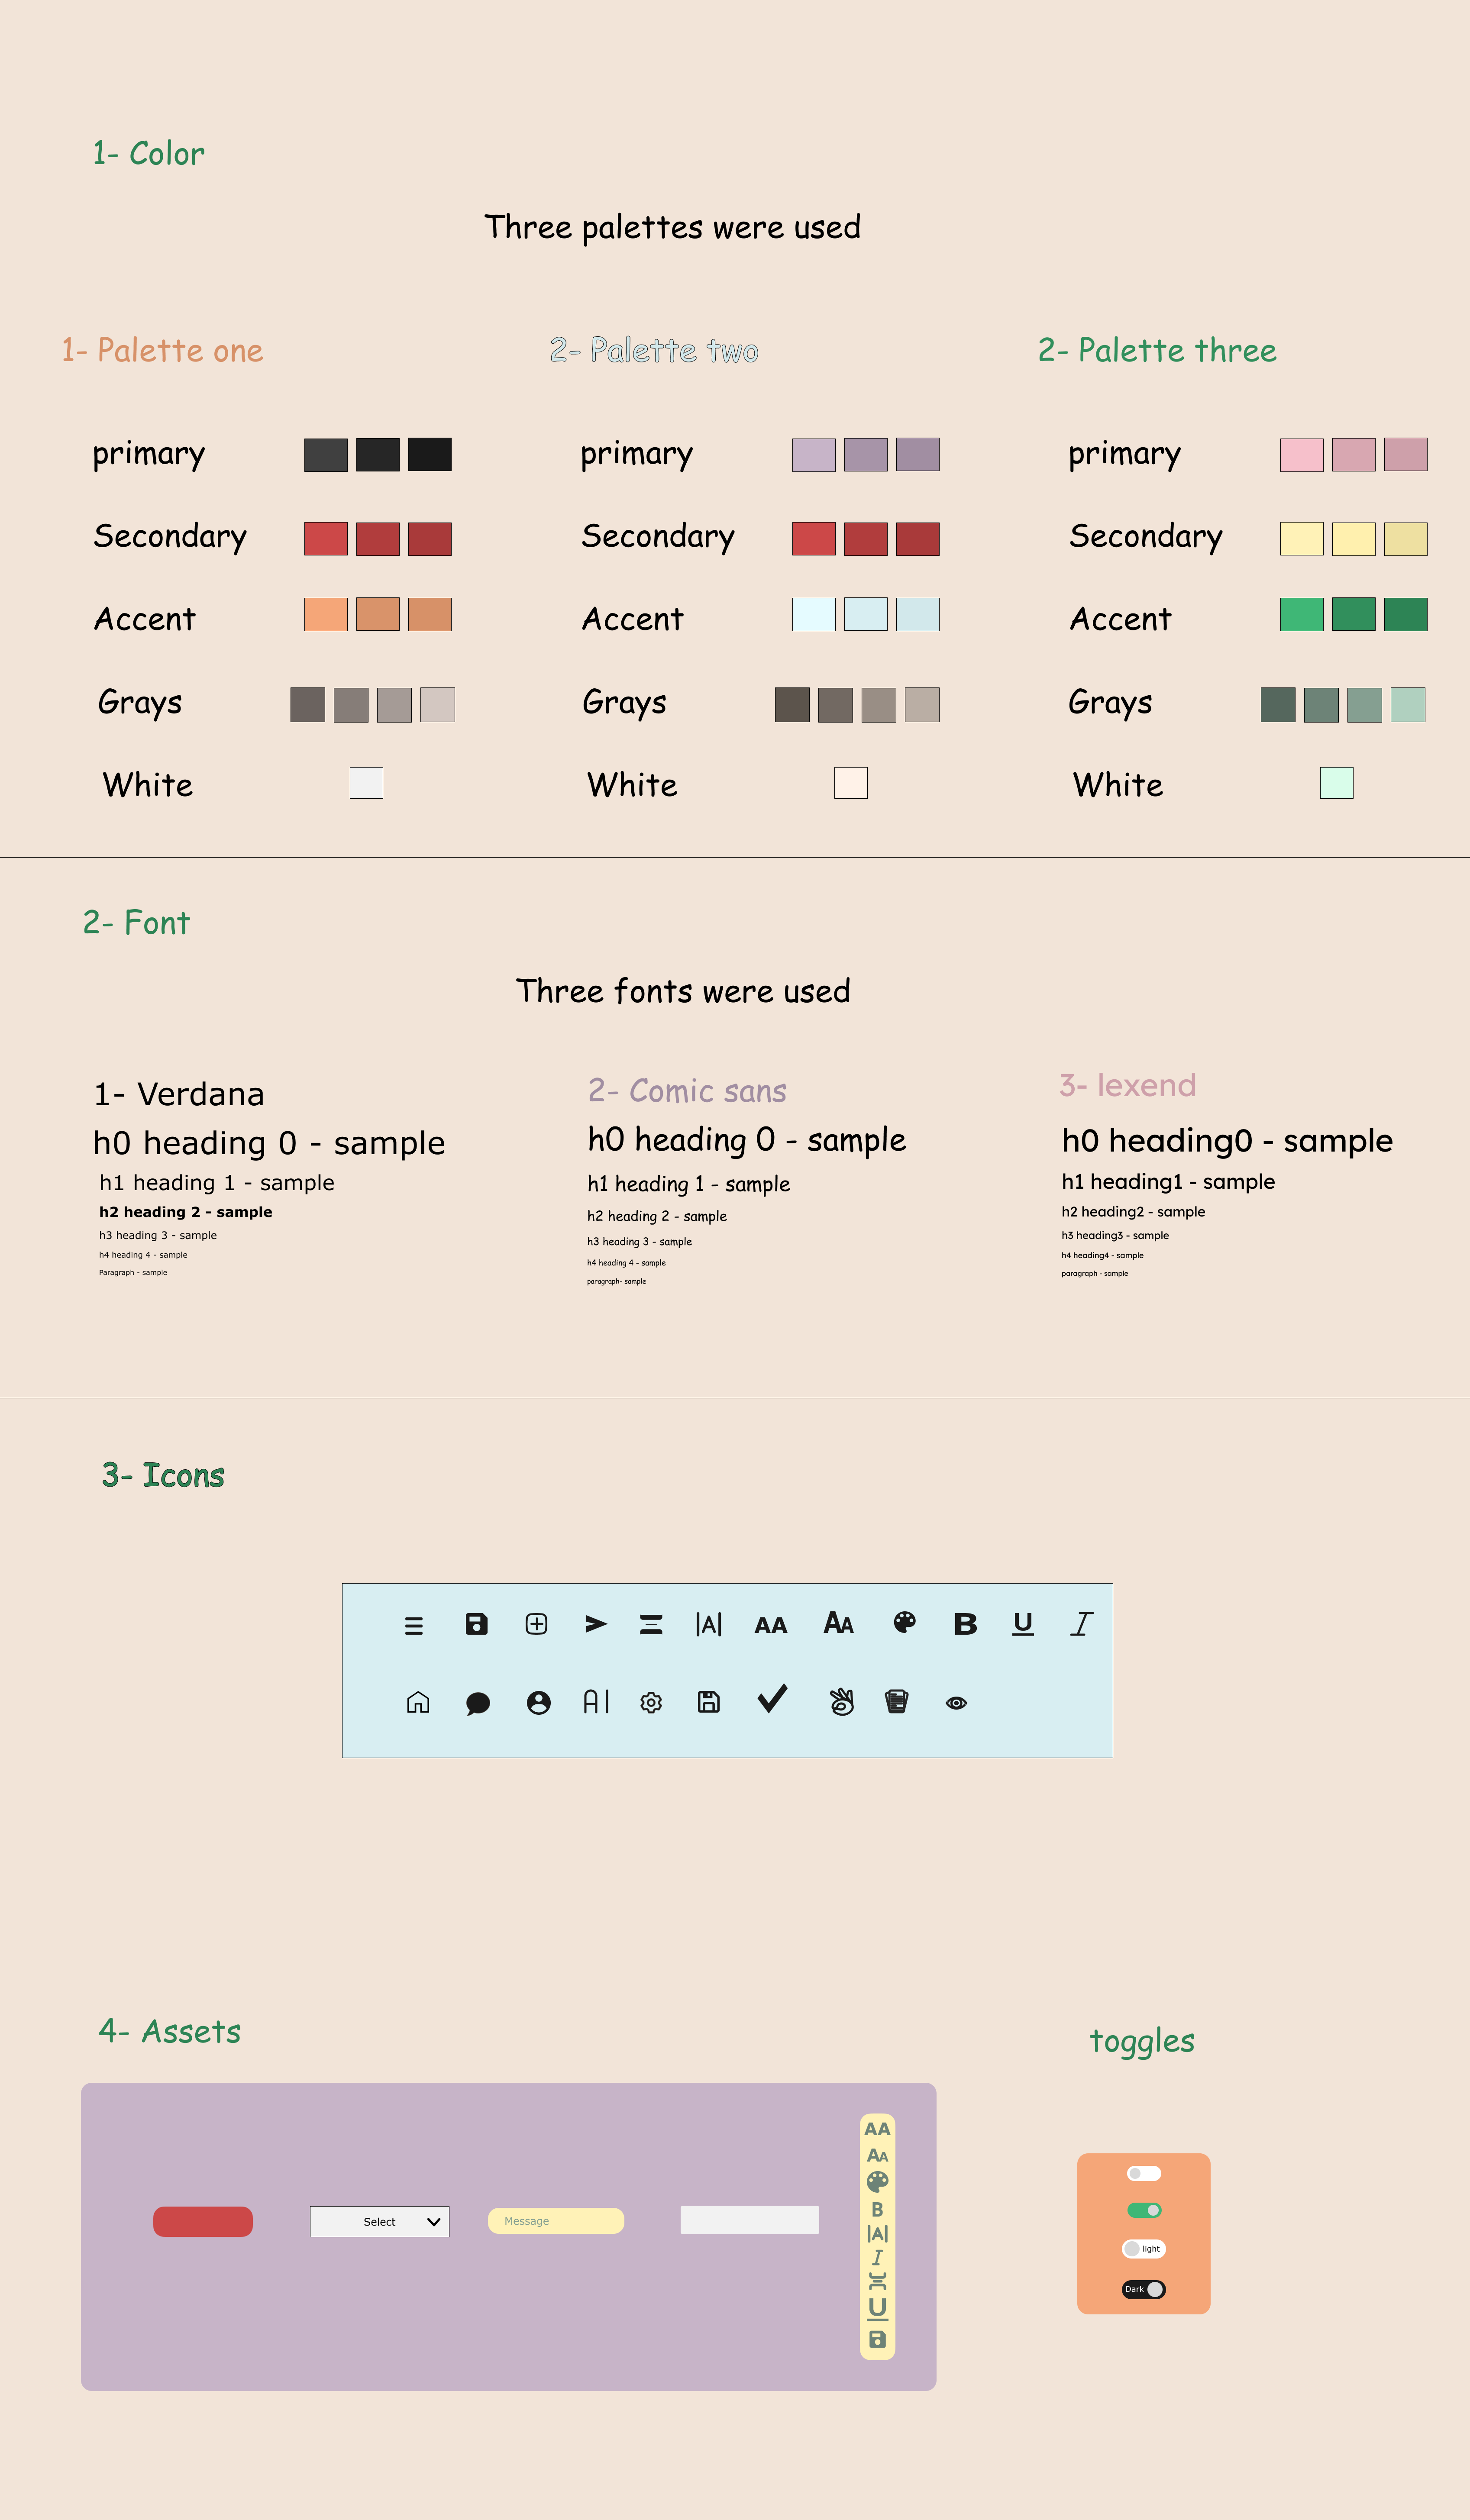 1- Color
Three palettes were used
1- Palette one
primary
Secondary
Accent
Grays
White
2- Palette two
primary
Secondary
Accent
Grays
White
2- Palette three
primary
Secondary
Accent
Grays
White
2- Font
Three fonts were used
1- Verdana
h0 heading 0 - sample
h1 heading 1 - sample
h2 heading 2 - sample
h3 heading 3 - sample
h4 heading 4 - sample
Paragraph - sample
2- Comic sans
h0 heading 0 - sample
h1 heading 1 - sample
h2 heading 2 - sample
h3 heading 3 - sample
h4 heading 4 - sample
paragraph- sample
3- lexend
h0 heading0 - sample
h1 heading1 - sample
h2 heading2 - sample
h3 heading3 - sample
h4 heading4 - sample
paragraph - sample
3- Icons
|A| AA AA B U I
A|
4- Assets
Select
Message
AA
AA
B
|A|
I
U
toggles
light
Dark